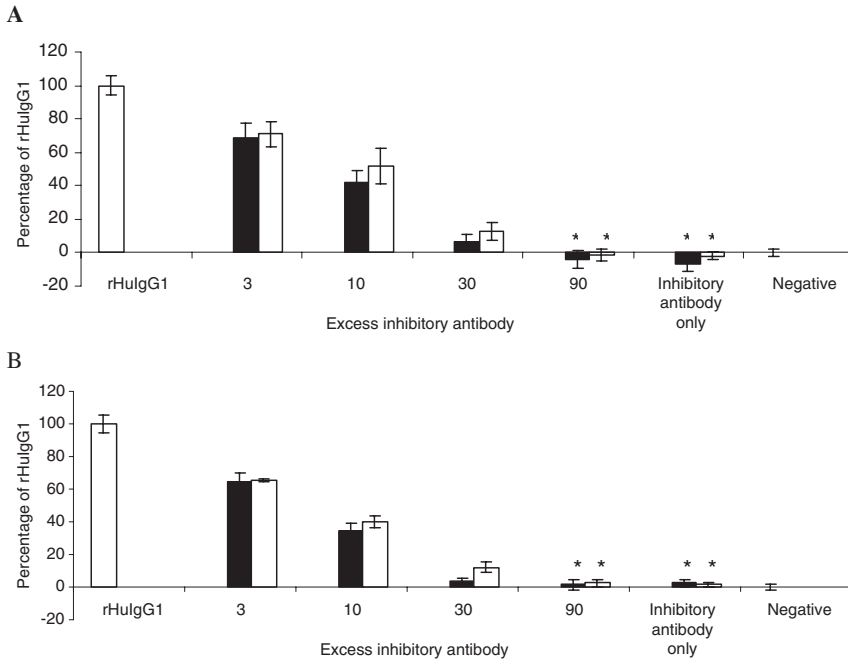 A
120
100
80
60
40
20
0
-20
Percentage of rHuIgG1
* * * *
rHuIgG1 3 10 30 90 Inhibitory antibody only Negative
Excess inhibitory antibody
B
120
100
80
60
40
20
0
-20
Percentage of rHuIgG1
* * * *
rHuIgG1 3 10 30 90 Inhibitory antibody only Negative
Excess inhibitory antibody